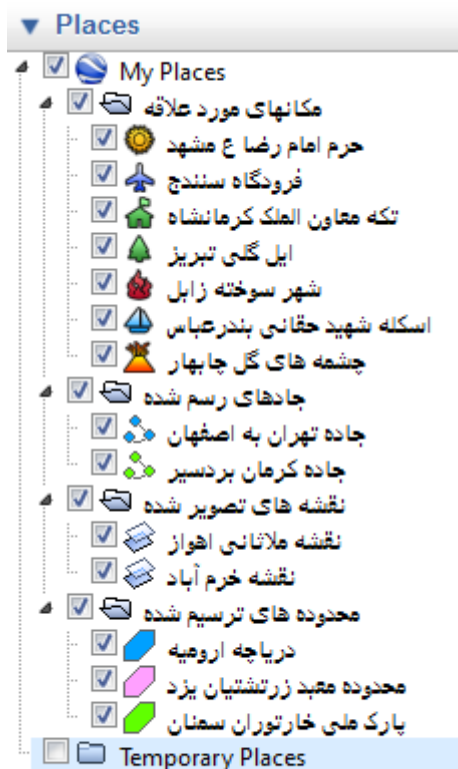 Places
My Places
مکانهای مورد علاقه
حرم امام رضا ع مشهد
فرودگاه سنندج
تکه معاون الملک کرمانشاه
ایل گلی تبریز
شهر سوخته زابل
اسکله شهید حقانی بندرعباس
چشمه های گل چابهار
جادهای رسم شده
جاده تهران به اصفهان
جاده کرمان بردسیر
نقشه های تصویر شده
نقشه ملاثانی اهواز
نقشه خرم آباد
محدوده های ترسیم شده
دریاچه ارومیه
محدوده معبد زرتشتیان یزد
پارک ملی خارتوران سمنان
Temporary Places